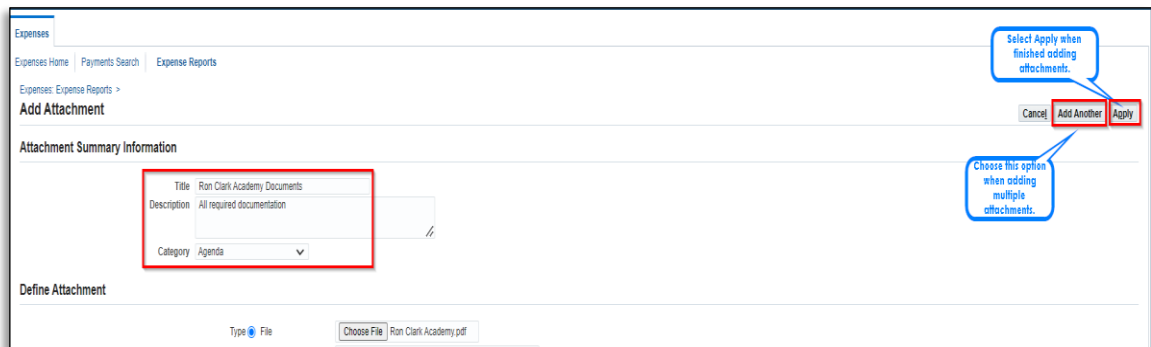 Expenses
Expenses Home | Payments Search | Expense Reports
Expenses: Expense Reports >
Add Attachment
Select Apply when
finished adding
attachments.
Cancel Add Another Apply
Attachment Summary Information
Choose this option
when adding
multiple
attachments.
Title Ron Clark Academy Documents
Description All required documentation
Category Agenda
Define Attachment
Type File Choose File Ron Clark Academy.pdf